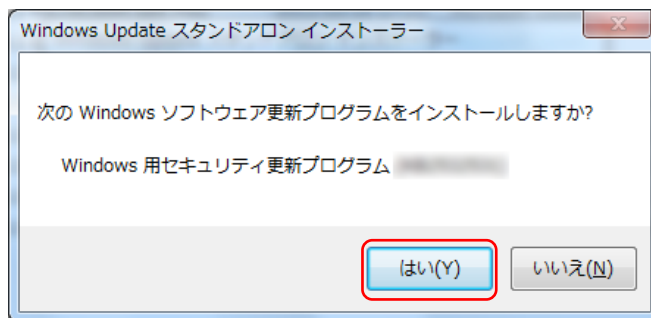 Windows Update スタンドアロン インストーラー
次の Windows ソフトウェア更新プログラムをインストールしますか?
Windows 用セキュリティ更新プログラム
はい(Y)
いいえ(N)